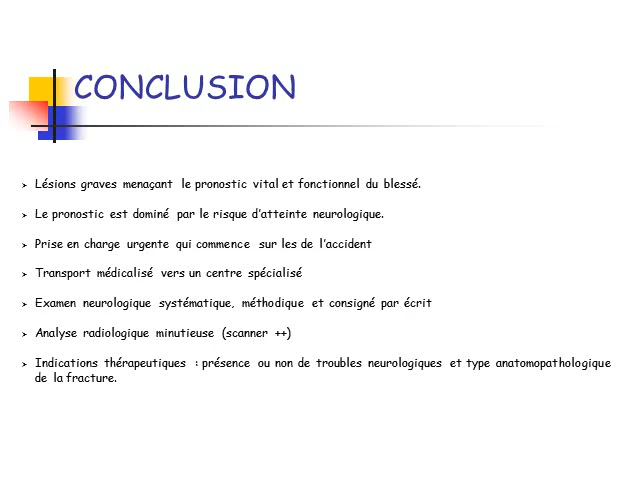 CONCLUSION
Lésions graves menaçant le pronostic vital et fonctionnel du blessé.
Le pronostic est dominé par le risque d'atteinte neurologique.
Prise en charge urgente qui commence sur les de l'accident
Transport médicalisé vers un centre spécialisé
Examen neurologique systématique, méthodique et consigné par écrit
Analyse radiologique minutieuse (scanner ++)
Indications thérapeutiques : présence ou non de troubles neurologiques et type anatomopathologique
de la fracture.